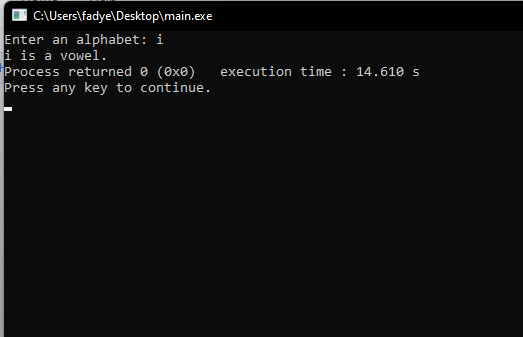 C:\Users\fadye\Desktop\main.exe
Enter an alphabet: i
i is a vowel.
Process returned 0 (0x0)   execution time : 14.610 s
Press any key to continue.